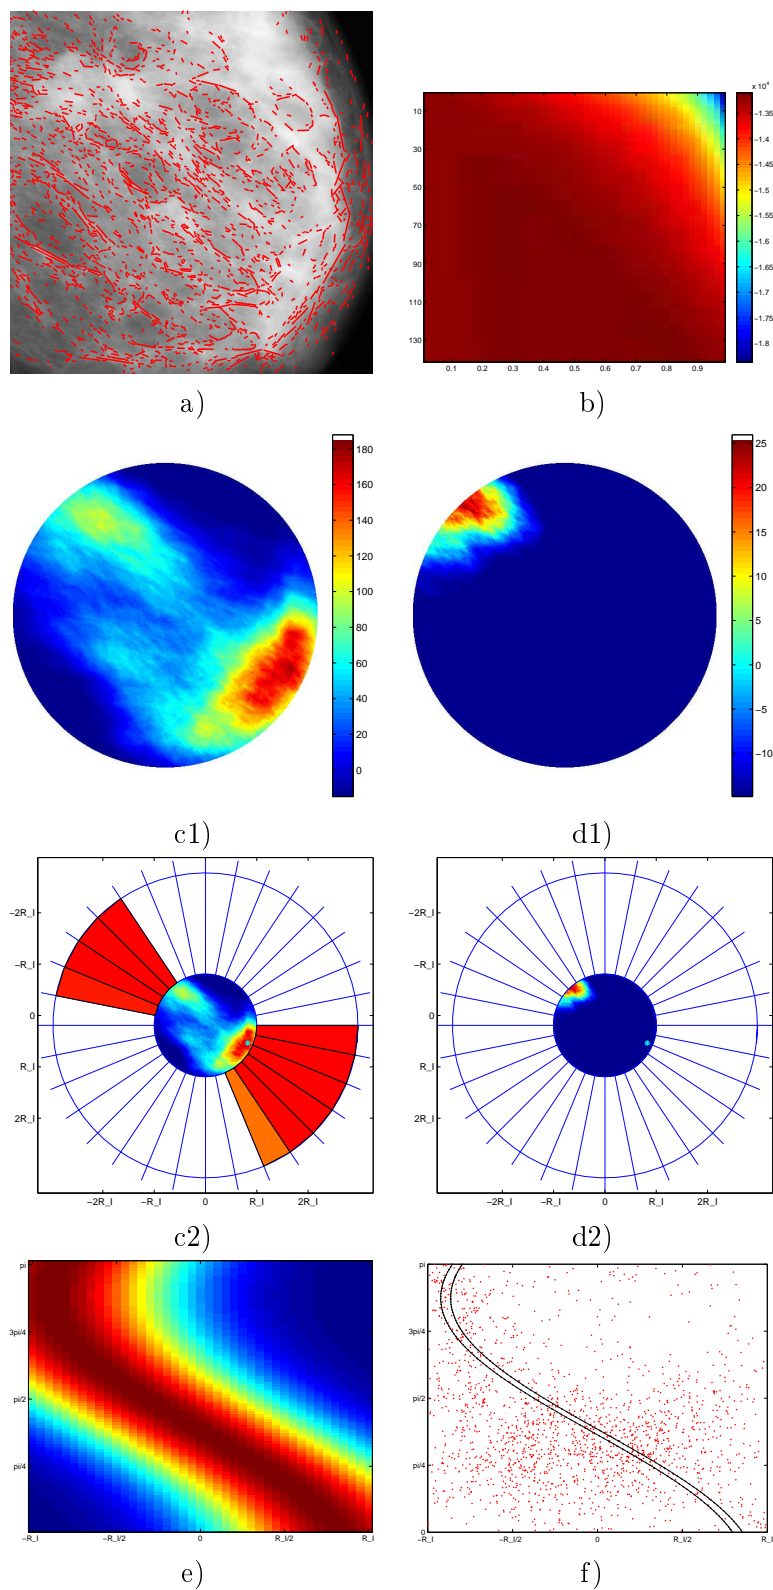 a)
x 10^4
10
30
50
70
90
110
130
0.1 0.2 0.3 0.4 0.5 0.6 0.7 0.8 0.9
−1.35
−1.4
−1.45
−1.5
−1.55
−1.6
−1.65
−1.7
−1.75
−1.8
b)
180
160
140
120
100
80
60
40
20
0
c1)
25
20
15
10
5
0
−5
−10
d1)
−2R_I
−R_I
0
R_I
2R_I
−2R_I −R_I 0 R_I 2R_I
c2)
−2R_I
−R_I
0
R_I
2R_I
−2R_I −R_I 0 R_I 2R_I
d2)
pi
3pi/4
pi/2
pi/4
−R_I −R_I/2 0 R_I/2 R_I
e)
pi
3pi/4
pi/2
pi/4
0
−R_I −R_I/2 0 R_I/2 R_I
f)